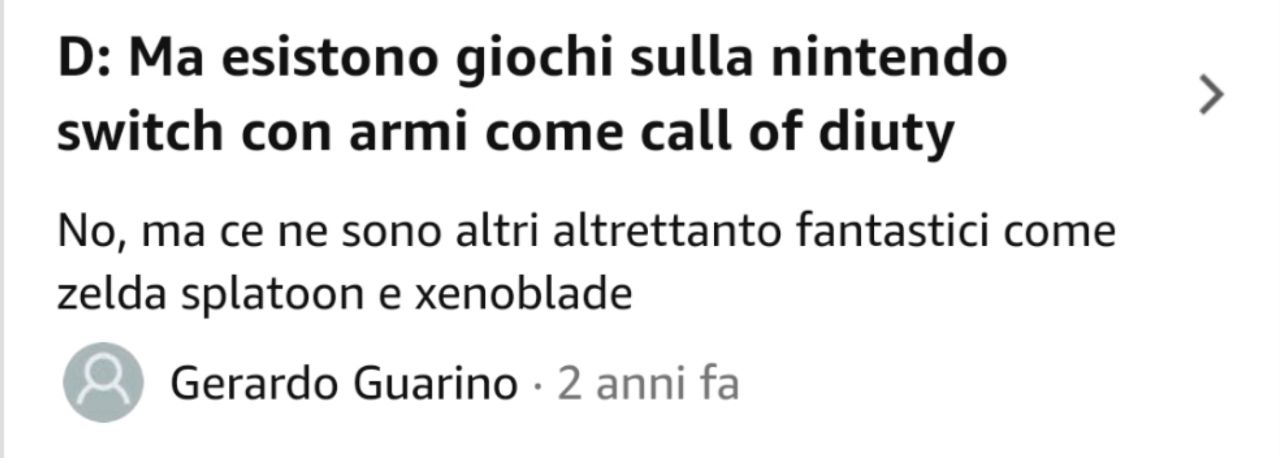 D: Ma esistono giochi sulla nintendo
switch con armi come call of diuty
No, ma ce ne sono altri altrettanto fantastici come
zelda splatoon e xenoblade
Gerardo Guarino · 2 anni fa